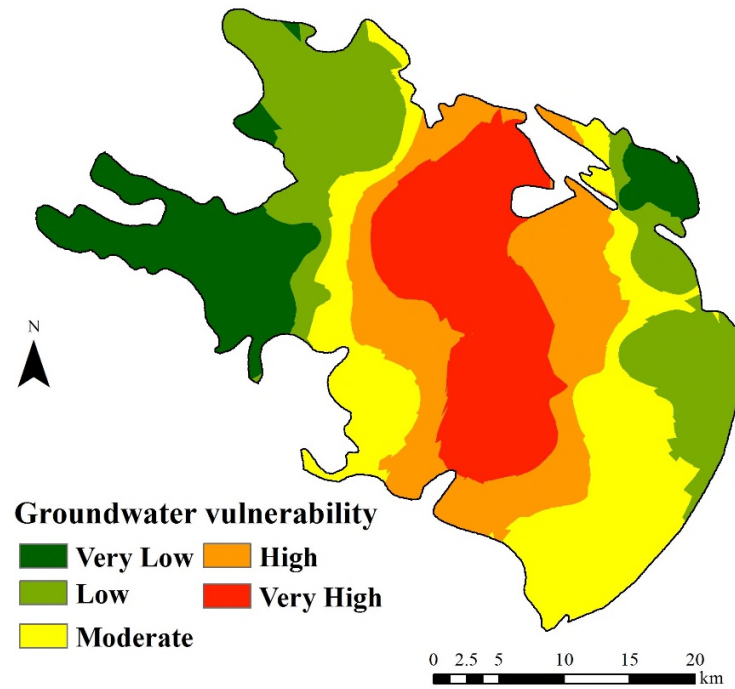 N
Groundwater vulnerability
Very Low High
Low Very High
Moderate
0 2.5 5 10 15 20
km